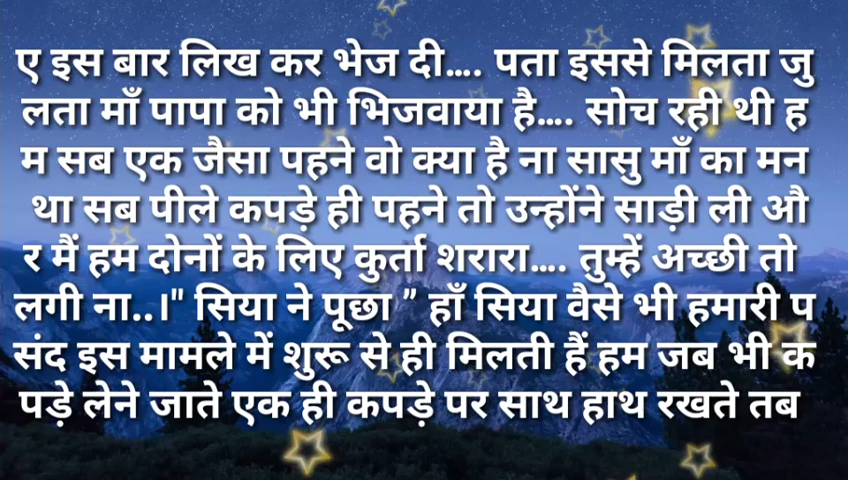 ए इस बार लिख कर भेज दी.... पता इससे मिलता जु
लता माँ पापा को भी भिजवाया है.... सोच रही थी ह
म सब एक जैसा पहने वो क्या है ना सासु माँ का मन
था सब पीले कपड़े ही पहने तो उन्होंने साड़ी ली औ
र मैं हम दोनों के लिए कुर्ता शरारा.... तुम्हें अच्छी तो
लगी ना..।" सिया ने पूछा ” हाँ सिया वैसे भी हमारी प
संद इस मामले में शुरू से ही मिलती हैं हम जब भी क
पड़े लेने जाते एक ही कपड़े पर साथ हाथ रखते तब